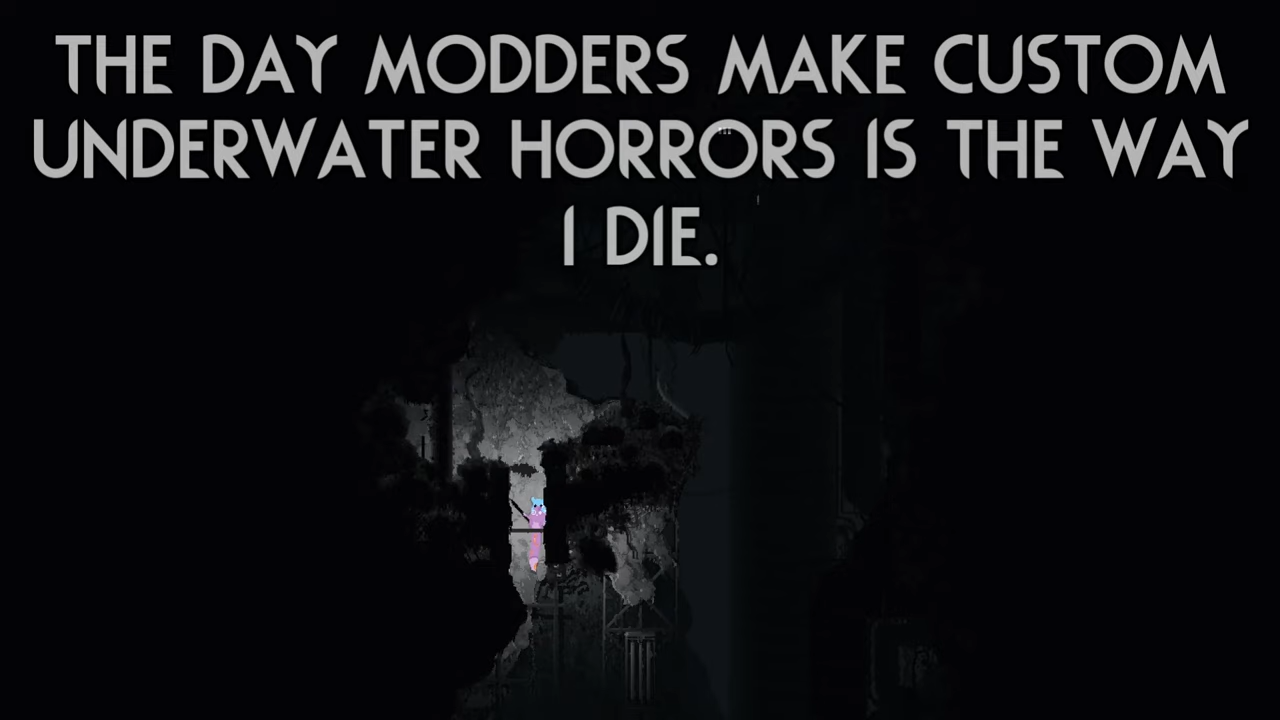 THE DAY MODDERS MAKE CUSTOM
UNDERWATER HORRORS IS THE WAY
I DIE.